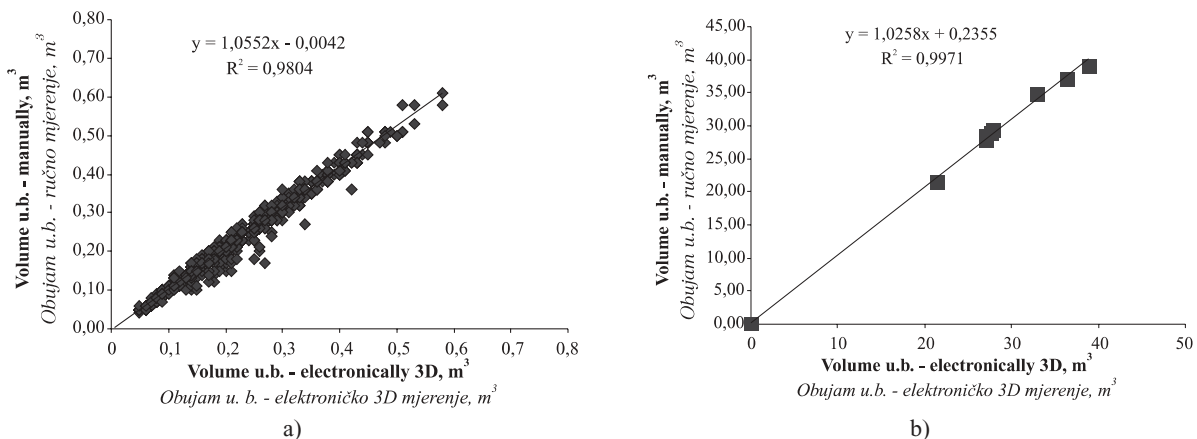 0,80
0,70
0,60
0,50
0,40
0,30
0,20
0,10
0,00
Volume u.b. - manually, m³
Obujam u.b. - ručno mjerenje, m³
y = 1,0552x - 0,0042
R² = 0,9804
0 0,1 0,2 0,3 0,4 0,5 0,6 0,7 0,8
Volume u.b. - electronically 3D, m³
Obujam u. b. - elektroničko 3D mjerenje, m³
a)
45,00
40,00
35,00
30,00
25,00
20,00
15,00
10,00
5,00
0,00
Volume u.b. - manually, m³
Obujam u.b. - ručno mjerenje, m³
y = 1,0258x + 0,2355
R² = 0,9971
0 10 20 30 40 50
Volume u.b. - electronically 3D, m³
Obujam u.b. - elektroničko 3D mjerenje, m³
b)